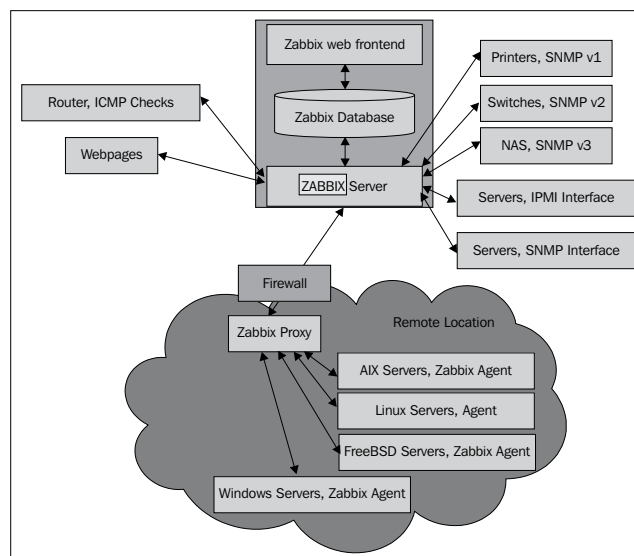 Zabbix web frontend
Printers, SNMP v1
Router, ICMP Checks
Zabbix Database
Switches, SNMP v2
Webpages
NAS, SNMP v3
ZABBIX Server
Servers, IPMI Interface
Servers, SNMP Interface
Firewall
Zabbix Proxy
Remote Location
AIX Servers, Zabbix Agent
Linux Servers, Agent
FreeBSD Servers, Zabbix Agent
Windows Servers, Zabbix Agent